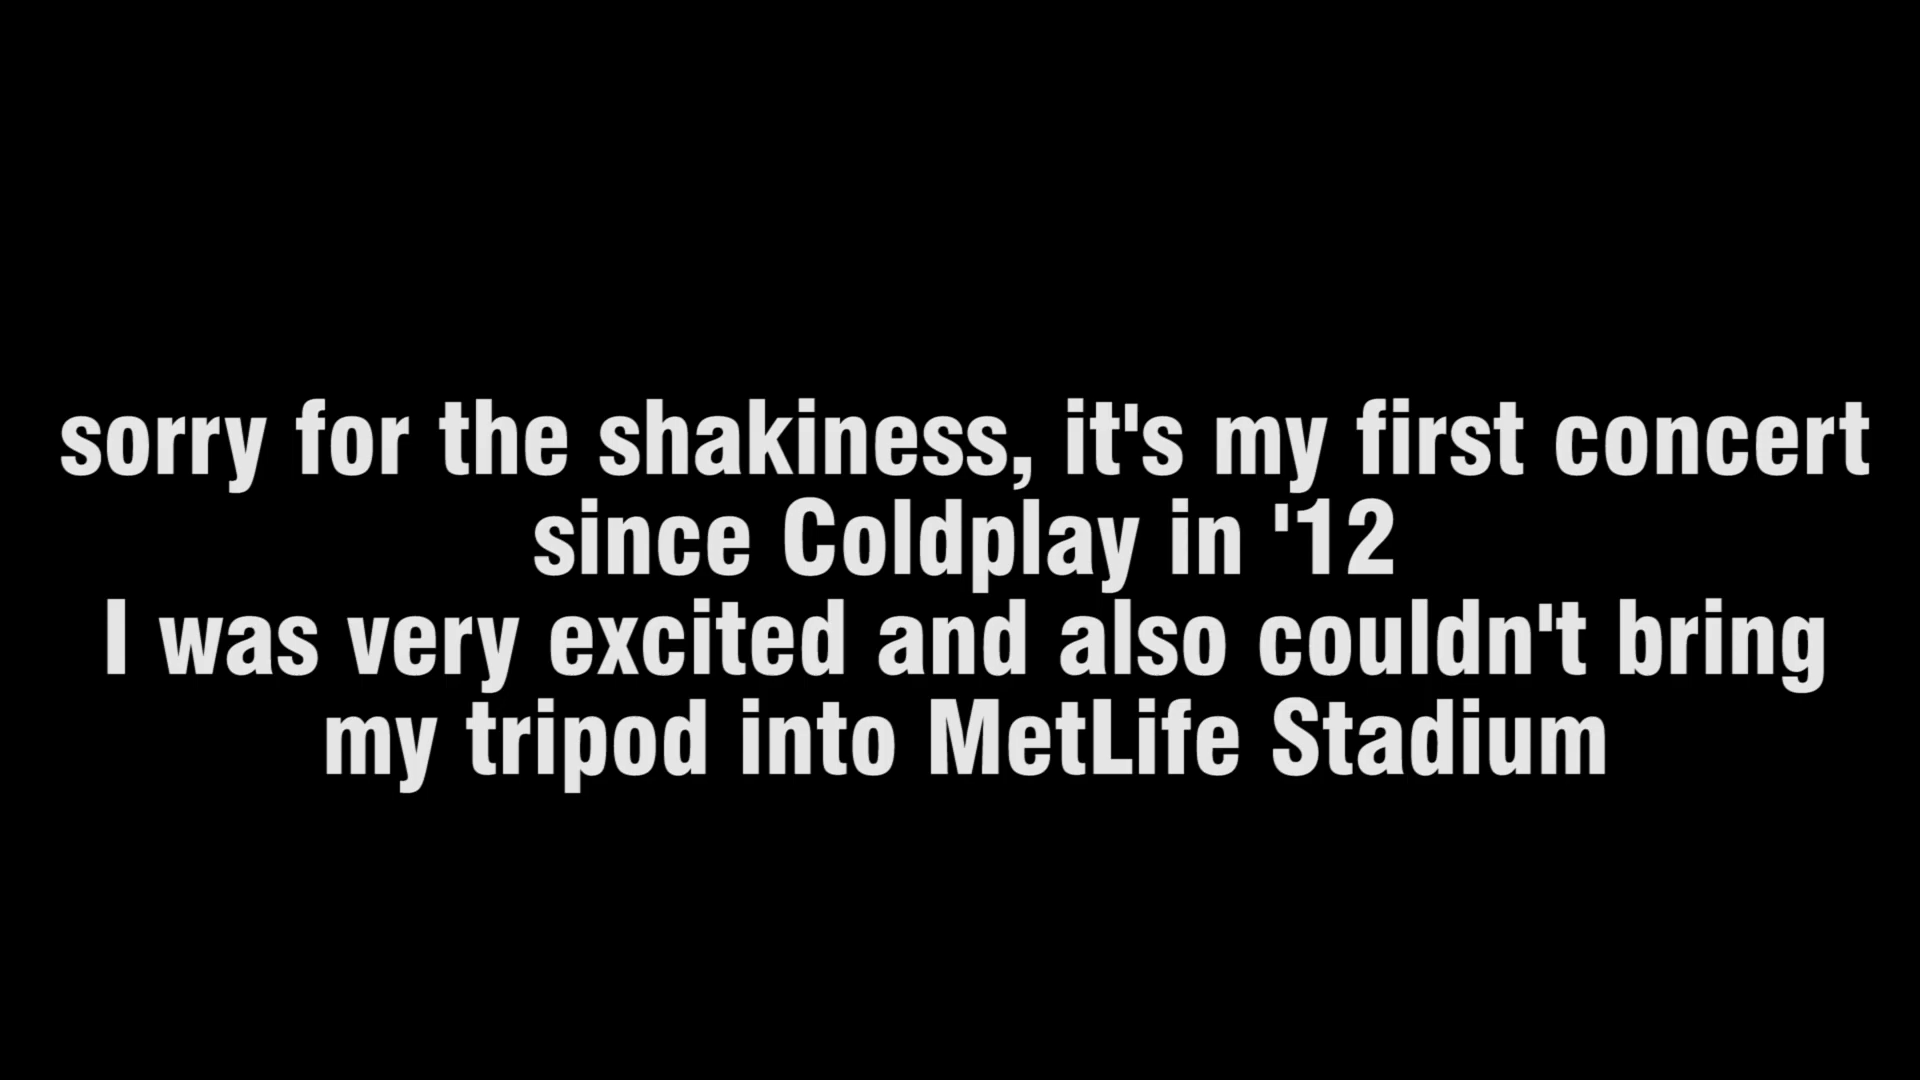 sorry for the shakiness, it's my first concert
since Coldplay in '12
I was very excited and also couldn't bring
my tripod into MetLife Stadium